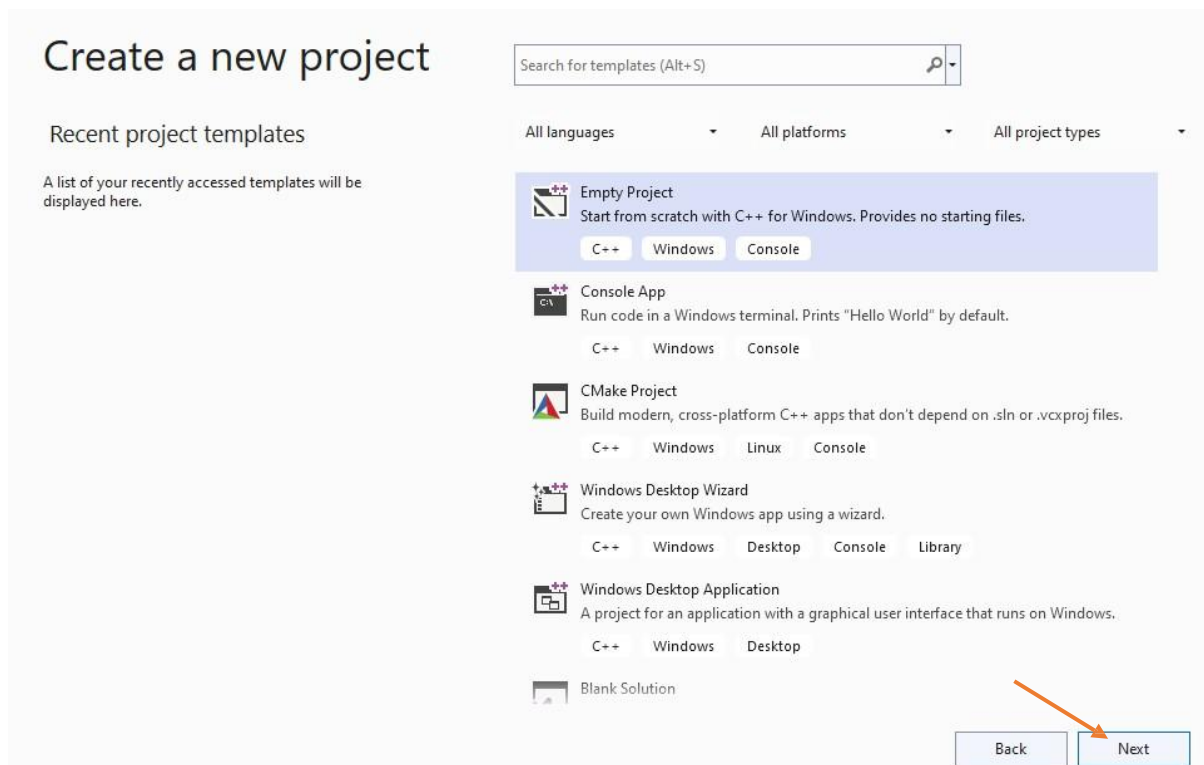 Create a new project
Search for templates (Alt+S)
Recent project templates
A list of your recently accessed templates will be
displayed here.
All languages
All platforms
All project types
Empty Project
Start from scratch with C++ for Windows. Provides no starting files.
C++ Windows Console
Console App
Run code in a Windows terminal. Prints "Hello World" by default.
C++ Windows Console
CMake Project
Build modern, cross-platform C++ apps that don't depend on .sln or .vcxproj files.
C++ Windows Linux Console
Windows Desktop Wizard
Create your own Windows app using a wizard.
C++ Windows Desktop Console Library
Windows Desktop Application
A project for an application with a graphical user interface that runs on Windows.
C++ Windows Desktop
Blank Solution
Back
Next